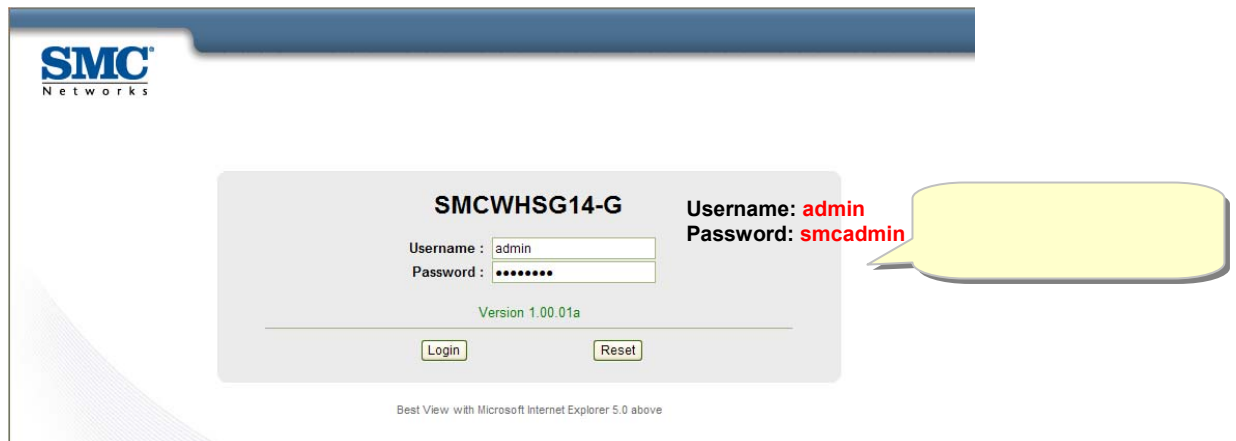 SMC®
Networks
SMCWHSG14-G
Username: admin
Password: smcadmin
Username : admin
Password : ••••••••
Version 1.00.01a
Login Reset
Best View with Microsoft Internet Explorer 5.0 above